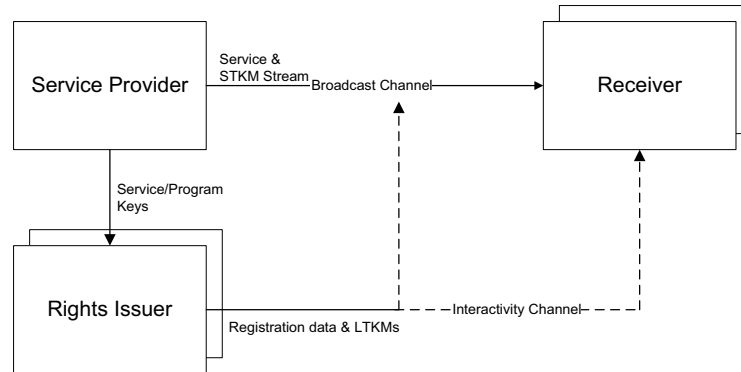 Service Provider
Service &
STKM Stream
Broadcast Channel
Receiver
Service/Program
Keys
Rights Issuer
Registration data & LTKMs
Interactivity Channel